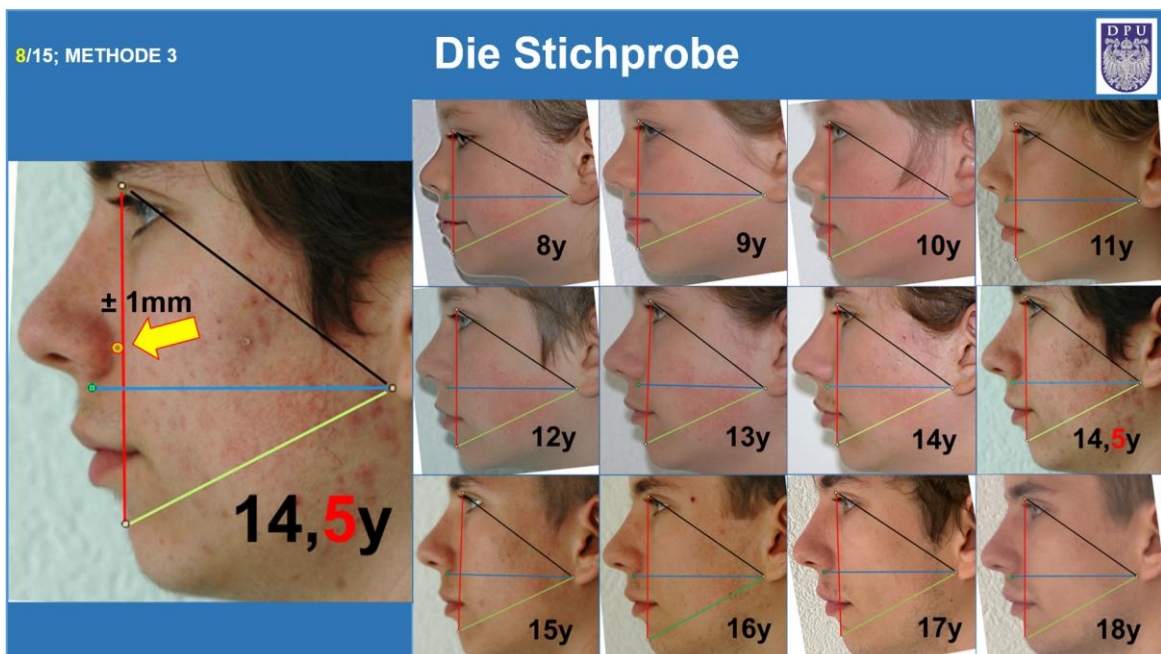 8/15; METHODE 3
Die Stichprobe
DPU
± 1mm
14,5y
8y
9y
10y
11y
12y
13y
14y
14,5y
15y
16y
17y
18y